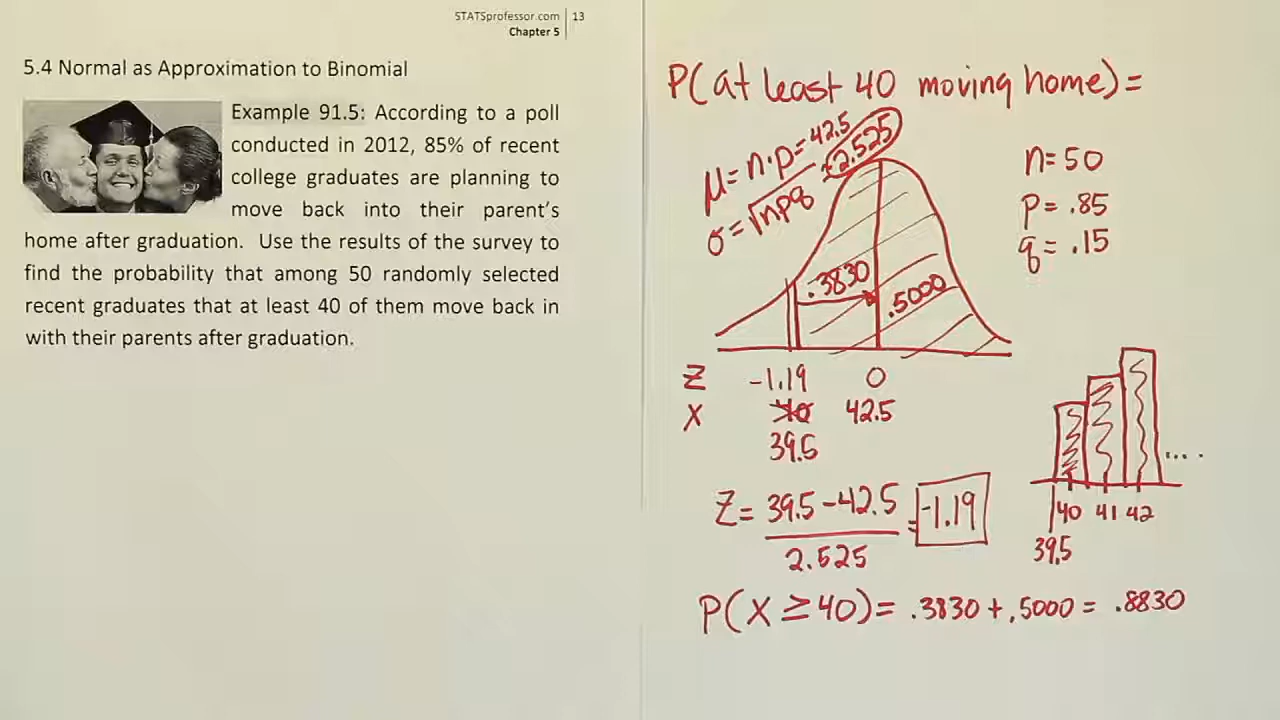 STATSprofessor.com 13
Chapter 5
5.4 Normal as Approximation to Binomial
Example 91.5: According to a poll
conducted in 2012, 85% of recent
college graduates are planning to
move back into their parent's
home after graduation. Use the results of the survey to
find the probability that among 50 randomly selected
recent graduates that at least 40 of them move back in
with their parents after graduation.
P(at least 40 moving home) =
μ = n·p = 42.5
σ = √npq = 2.525
n = 50
p = .85
q = .15
.3830
.5000
Z -1.19 0
X 40 42.5
39.5
40 41 42 ....
39.5
Z = 39.5 - 42.5 = -1.19
2.525
P(X ≥ 40) = .3830 + .5000 = .8830